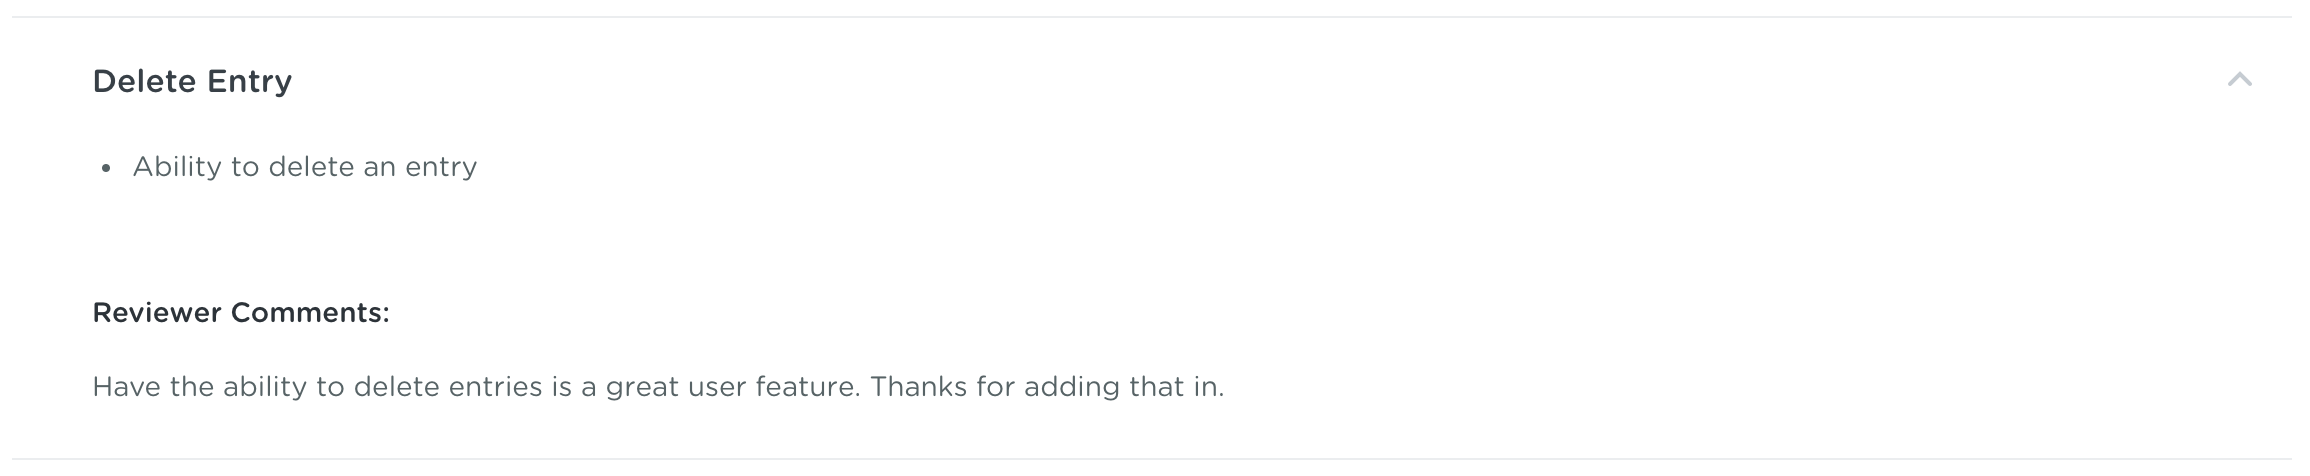 Delete Entry
• Ability to delete an entry
Reviewer Comments:
Have the ability to delete entries is a great user feature. Thanks for adding that in.